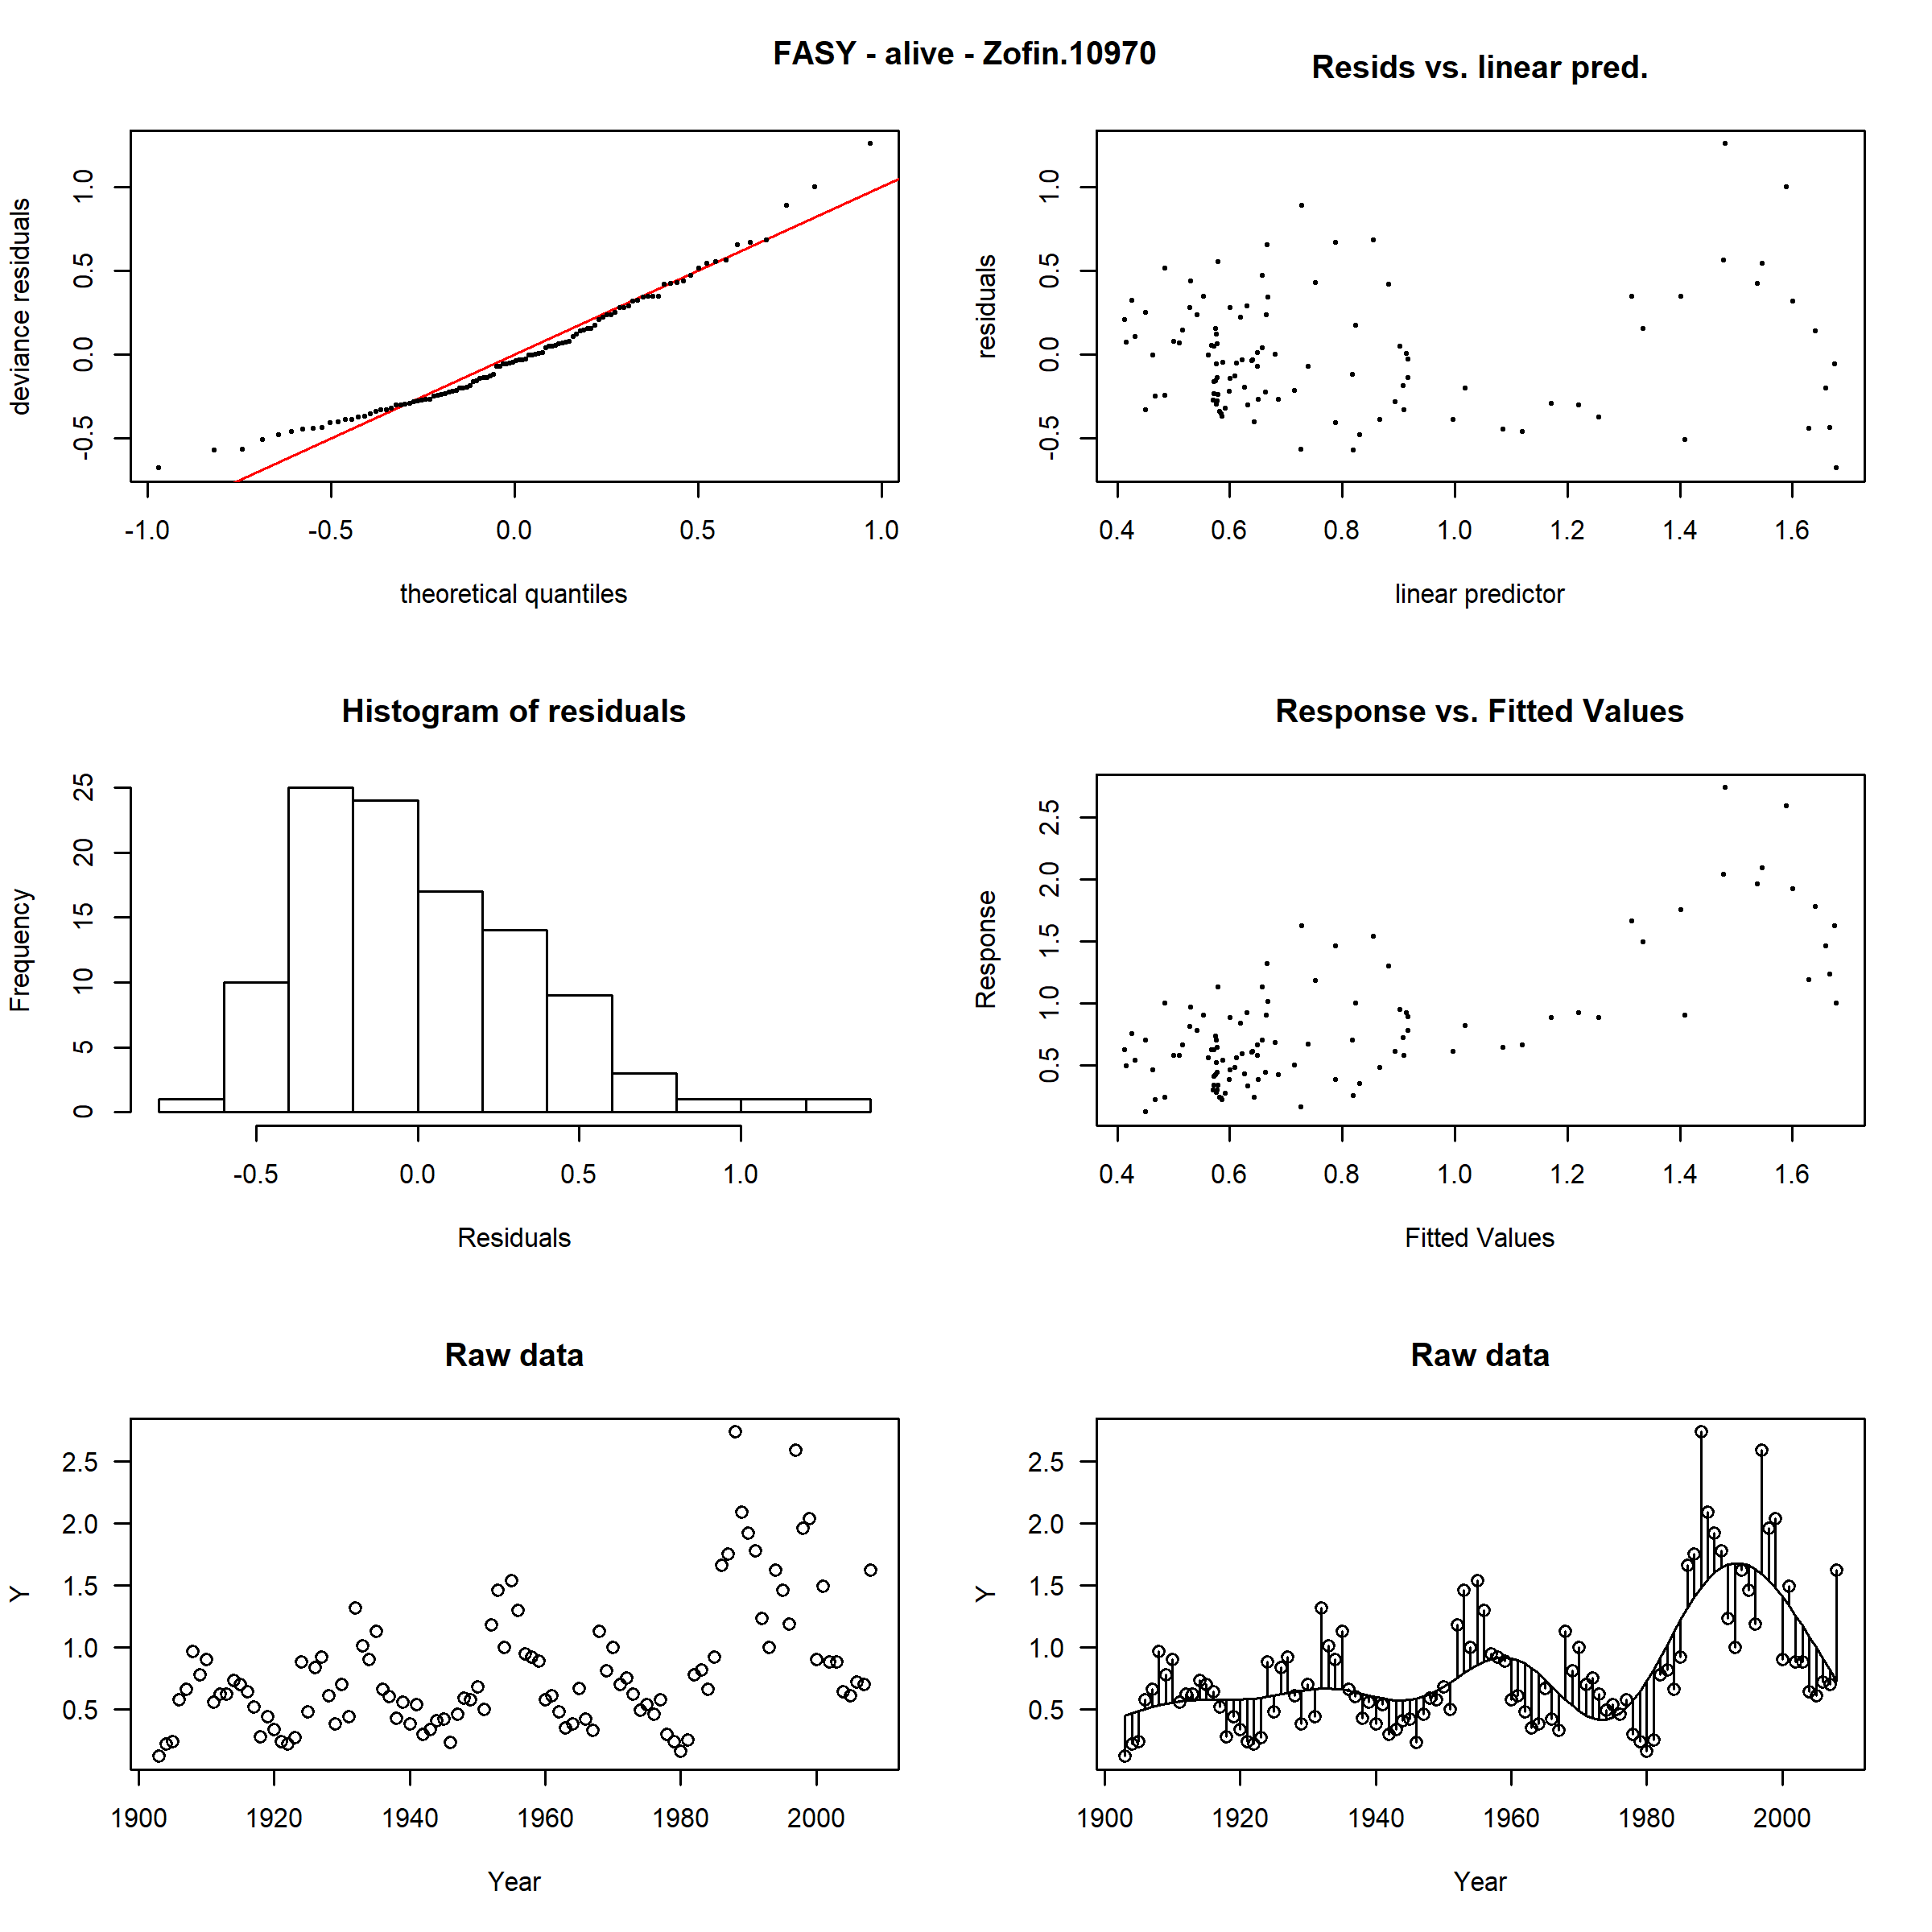 FASY - alive - Zofin.10970
Resids vs. linear pred.
deviance residuals
-0.5 0.0 0.5 1.0
-1.0 -0.5 0.0 0.5 1.0
theoretical quantiles
residuals
-0.5 0.0 0.5 1.0
0.4 0.6 0.8 1.0 1.2 1.4 1.6
linear predictor
Histogram of residuals
Frequency
0 5 10 15 20 25
-0.5 0.0 0.5 1.0
Residuals
Response vs. Fitted Values
Response
0.5 1.0 1.5 2.0 2.5
0.4 0.6 0.8 1.0 1.2 1.4 1.6
Fitted Values
Raw data
Y
2.5
2.0
1.5
1.0
0.5
1900 1920 1940 1960 1980 2000
Year
Raw data
Y
2.5
2.0
1.5
1.0
0.5
1900 1920 1940 1960 1980 2000
Year